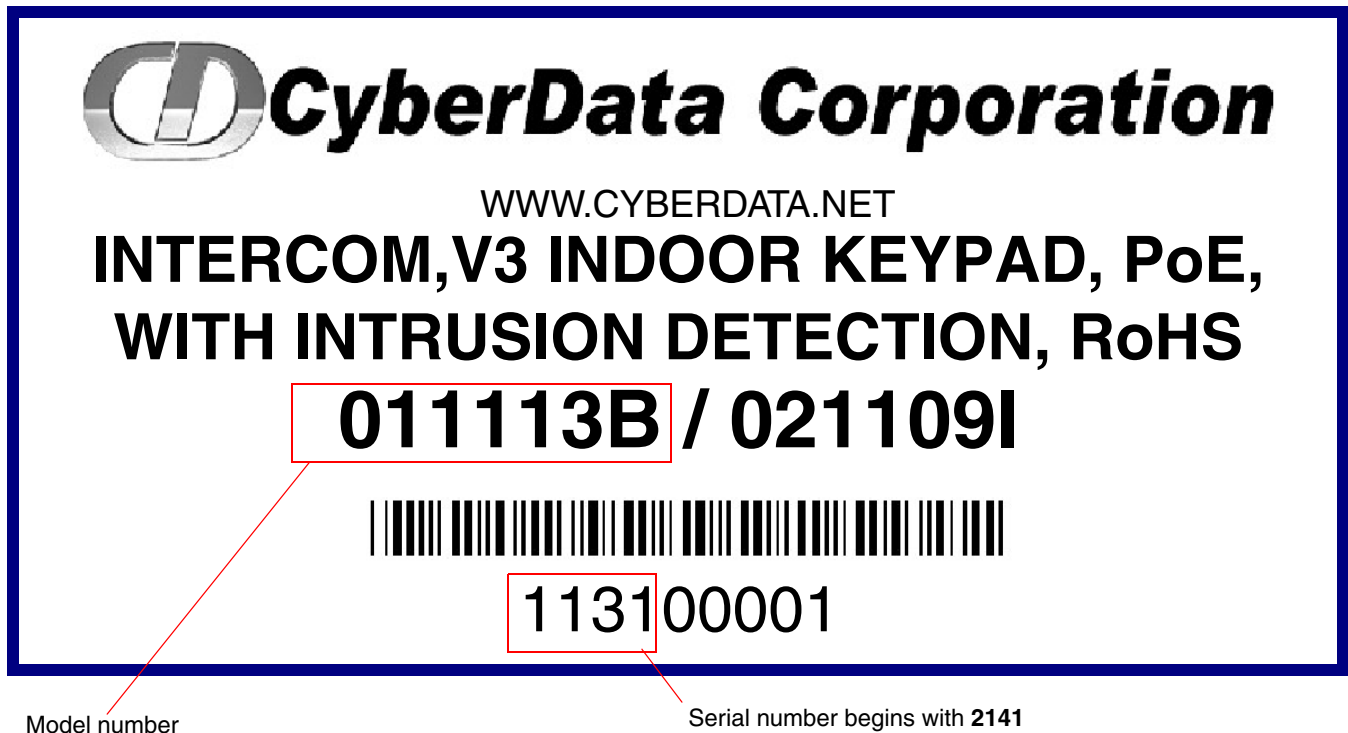 CyberData Corporation
WWW.CYBERDATA.NET
INTERCOM,V3 INDOOR KEYPAD, PoE,
WITH INTRUSION DETECTION, RoHS
011113B / 021109I
113100001
Model number
Serial number begins with 2141